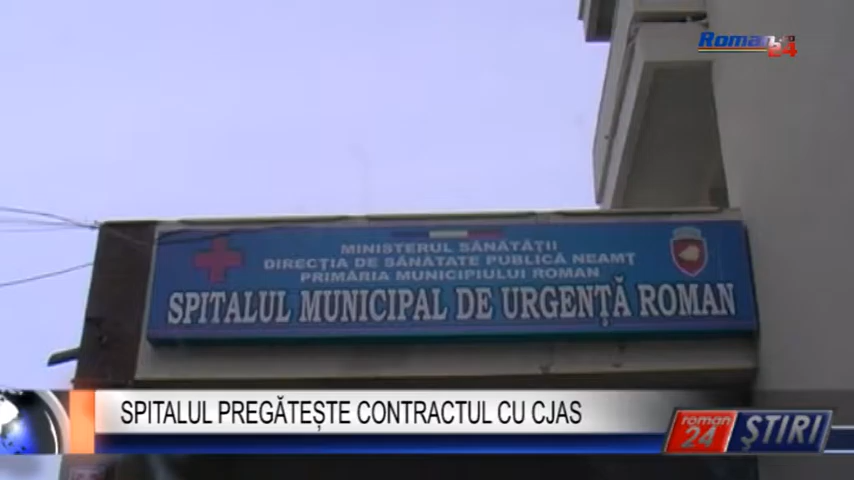 Roman24.ro
MINISTERUL SĂNĂTĂȚII
DIRECȚIA DE SĂNĂTATE PUBLICĂ NEAMȚ
PRIMĂRIA MUNICIPIULUI ROMAN
SPITALUL MUNICIPAL DE URGENȚĂ ROMAN
SPITALUL PREGĂTEȘTE CONTRACTUL CU CJAS
roman
24 ȘTIRI